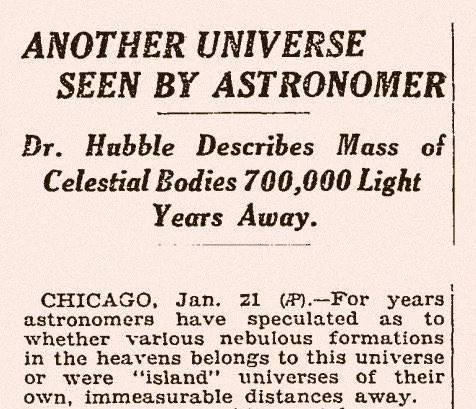 ANOTHER UNIVERSE
SEEN BY ASTRONOMER
Dr. Hubble Describes Mass of
Celestial Bodies 700,000 Light
Years Away.
CHICAGO, Jan. 21 (AP).—For years
astronomers have speculated as to
whether various nebulous formations
in the heavens belongs to this universe
or were "island" universes of their
own, immeasurable distances away.